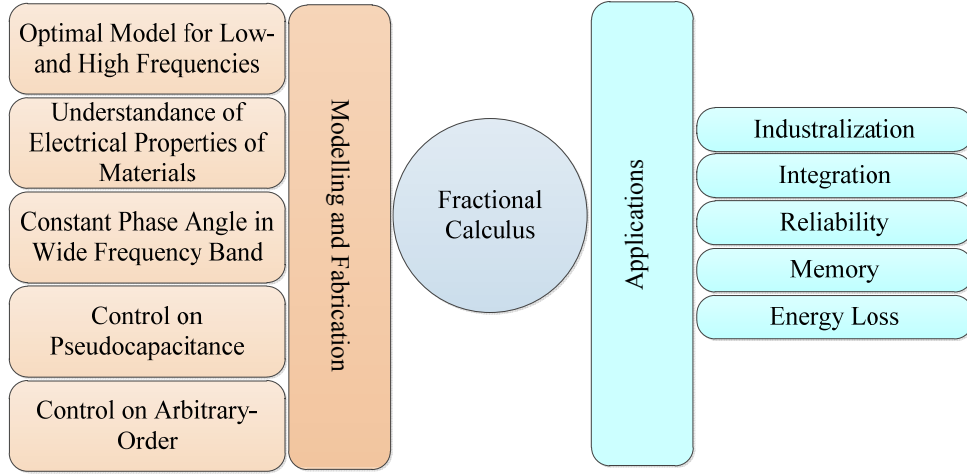 Optimal Model for Low-
and High Frequencies
Understandance of
Electrical Properties of
Materials
Constant Phase Angle in
Wide Frequency Band
Control on
Pseudocapacitance
Control on Arbitrary-
Order
Modelling and Fabrication
Fractional
Calculus
Applications
Industralization
Integration
Reliability
Memory
Energy Loss